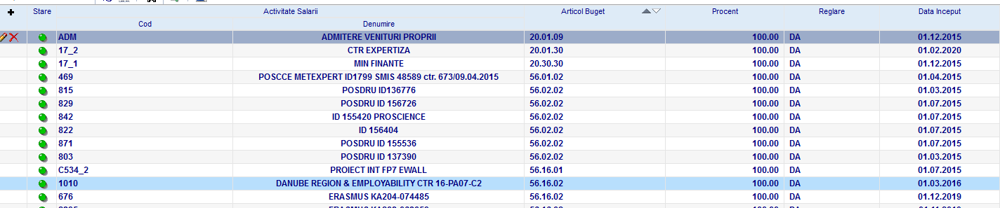 Stare Activitate Salarii Articol Buget Procent Reglare Data Inceput
Cod Denumire
ADM ADMITERE VENITURI PROPRII 20.01.09 100.00 DA 01.12.2015
17_2 CTR EXPERTIZA 20.01.30 100.00 DA 01.02.2020
17_1 MIN FINANTE 20.30.30 100.00 DA 01.12.2015
469 POSCCE METEXPERT ID1799 SMIS 48589 ctr. 673/09.04.2015 56.01.02 100.00 DA 01.04.2015
815 POSDRU ID136776 56.02.02 100.00 DA 01.03.2015
829 POSDRU ID 156726 56.02.02 100.00 DA 01.07.2015
842 ID 155420 PROSCIENCE 56.02.02 100.00 DA 01.07.2015
822 ID 156404 56.02.02 100.00 DA 01.07.2015
871 POSDRU ID 155536 56.02.02 100.00 DA 01.07.2015
803 POSDRU ID 137390 56.02.02 100.00 DA 01.03.2015
C534_2 PROIECT INT FP7 EWALL 56.16.01 100.00 DA 01.07.2015
1010 DANUBE REGION & EMPLOYABILITY CTR 16-PA07-C2 56.16.02 100.00 DA 01.03.2016
676 ERASMUS KA204-074485 56.16.02 100.00 DA 01.12.2019